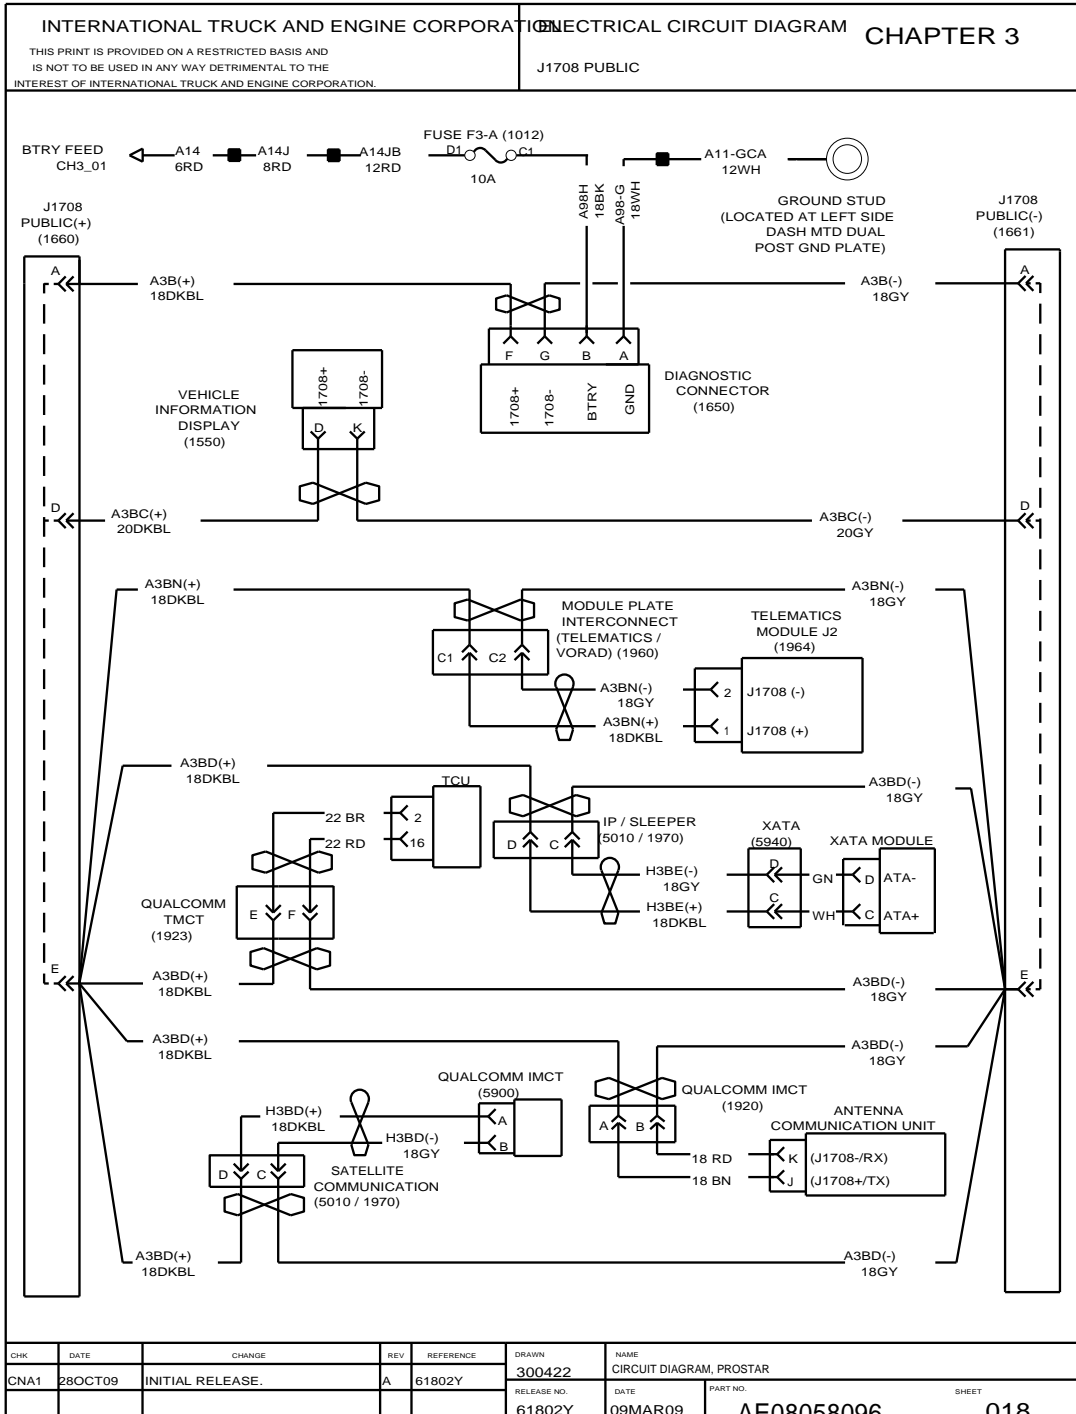 INTERNATIONAL TRUCK AND ENGINE CORPORATION
ELECTRICAL CIRCUIT DIAGRAM
CHAPTER 3
THIS PRINT IS PROVIDED ON A RESTRICTED BASIS AND
IS NOT TO BE USED IN ANY WAY DETRIMENTAL TO THE
INTEREST OF INTERNATIONAL TRUCK AND ENGINE CORPORATION.
J1708 PUBLIC
BTRY FEED
CH3_01
A14
6RD
A14J
8RD
A14JB
12RD
FUSE F3-A (1012)
D1
C1
10A
A98H
18BK
A98-G
18WH
A11-GCA
12WH
GROUND STUD
(LOCATED AT LEFT SIDE
DASH MTD DUAL
POST GND PLATE)
J1708
PUBLIC(+)
(1660)
J1708
PUBLIC(-)
(1661)
A
A3B(+)
18DKBL
A3B(-)
18GY
A
F G B A
1708+
1708-
BTRY
GND
DIAGNOSTIC
CONNECTOR
(1650)
VEHICLE
INFORMATION
DISPLAY
(1550)
1708+
1708-
D K
D
A3BC(+)
20DKBL
A3BC(-)
20GY
D
A3BN(+)
18DKBL
A3BN(-)
18GY
MODULE PLATE
INTERCONNECT
(TELEMATICS /
VORAD) (1960)
C1 C2
TELEMATICS
MODULE J2
(1964)
A3BN(-)
18GY
2 J1708 (-)
A3BN(+)
18DKBL
1 J1708 (+)
A3BD(+)
18DKBL
A3BD(-)
18GY
TCU
22 BR
2
22 RD
16
IP / SLEEPER
(5010 / 1970)
D C
XATA
(5940)
XATA MODULE
H3BE(-)
18GY
D
GN
D ATA-
H3BE(+)
18DKBL
C
WH
C ATA+
QUALCOMM
TMCT
(1923)
E F
E
A3BD(+)
18DKBL
A3BD(-)
18GY
E
A3BD(+)
18DKBL
A3BD(-)
18GY
QUALCOMM IMCT
(5900)
A
B
H3BD(+)
18DKBL
H3BD(-)
18GY
D C
SATELLITE
COMMUNICATION
(5010 / 1970)
QUALCOMM IMCT
(1920)
A B
ANTENNA
COMMUNICATION UNIT
18 RD
K (J1708-/RX)
18 BN
J (J1708+/TX)
A3BD(+)
18DKBL
A3BD(-)
18GY
CHK DATE CHANGE REV REFERENCE DRAWN NAME
CNA1 28OCT09 INITIAL RELEASE. A 61802Y 300422 CIRCUIT DIAGRAM, PROSTAR
RELEASE NO. DATE PART NO. SHEET
61802Y 09MAR09 AE08058096 018